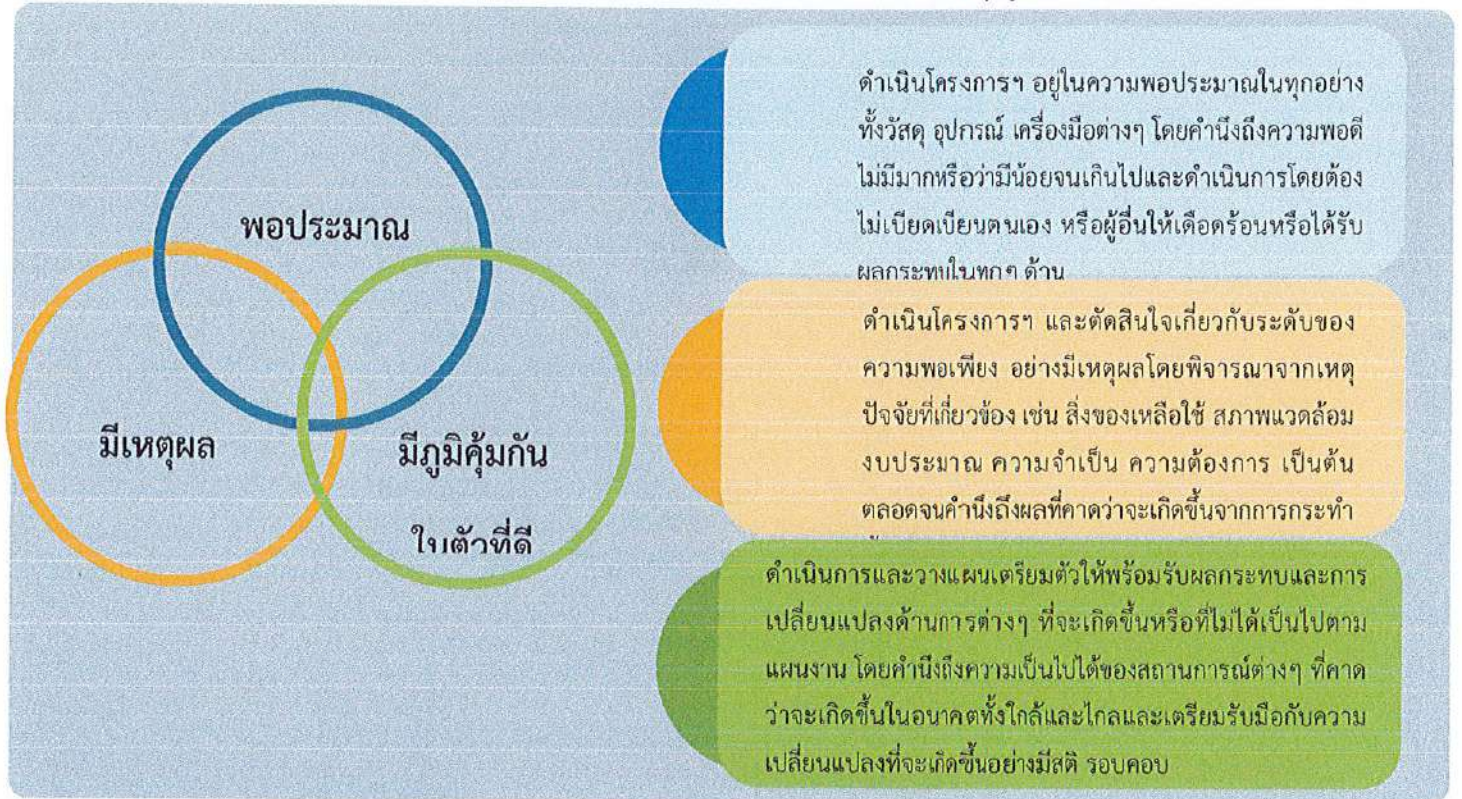 พอประมาณ
มีเหตุผล
มีภูมิคุ้มกัน
ในตัวที่ดี
ดำเนินโครงการฯ อยู่ในความพอประมาณในทุกอย่าง
ทั้งวัสดุ อุปกรณ์ เครื่องมือต่างๆ โดยคำนึงถึงความพอดี
ไม่มีมากหรือว่ามีน้อยจนเกินไปและดำเนินการโดยต้อง
ไม่เบียดเบียนตนเอง หรือผู้อื่นให้เดือดร้อนหรือได้รับ
ผลกระทบในทุกๆ ด้าน
ดำเนินโครงการฯ และตัดสินใจเกี่ยวกับระดับของ
ความพอเพียง อย่างมีเหตุผลโดยพิจารณาจากเหตุ
ปัจจัยที่เกี่ยวข้อง เช่น สิ่งของเหลือใช้ สภาพแวดล้อม
งบประมาณ ความจำเป็น ความต้องการ เป็นต้น
ตลอดจนคำนึงถึงผลที่คาดว่าจะเกิดขึ้นจากการกระทำ
ดำเนินการและวางแผนเตรียมตัวให้พร้อมรับผลกระทบและการ
เปลี่ยนแปลงด้านการต่างๆ ที่จะเกิดขึ้นหรือที่ไม่ได้เป็นไปตาม
แผนงาน โดยคำนึงถึงความเป็นไปได้ของสถานการณ์ต่างๆ ที่คาด
ว่าจะเกิดขึ้นในอนาคตทั้งใกล้และไกลและเตรียมรับมือกับความ
เปลี่ยนแปลงที่จะเกิดขึ้นอย่างมีสติ รอบคอบ